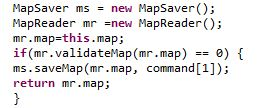 MapSaver ms = new MapSaver();
MapReader mr =new MapReader();
mr.map=this.map;
if(mr.validateMap(mr.map) == 0) {
ms.saveMap(mr.map, command[1]);
return mr.map;
}